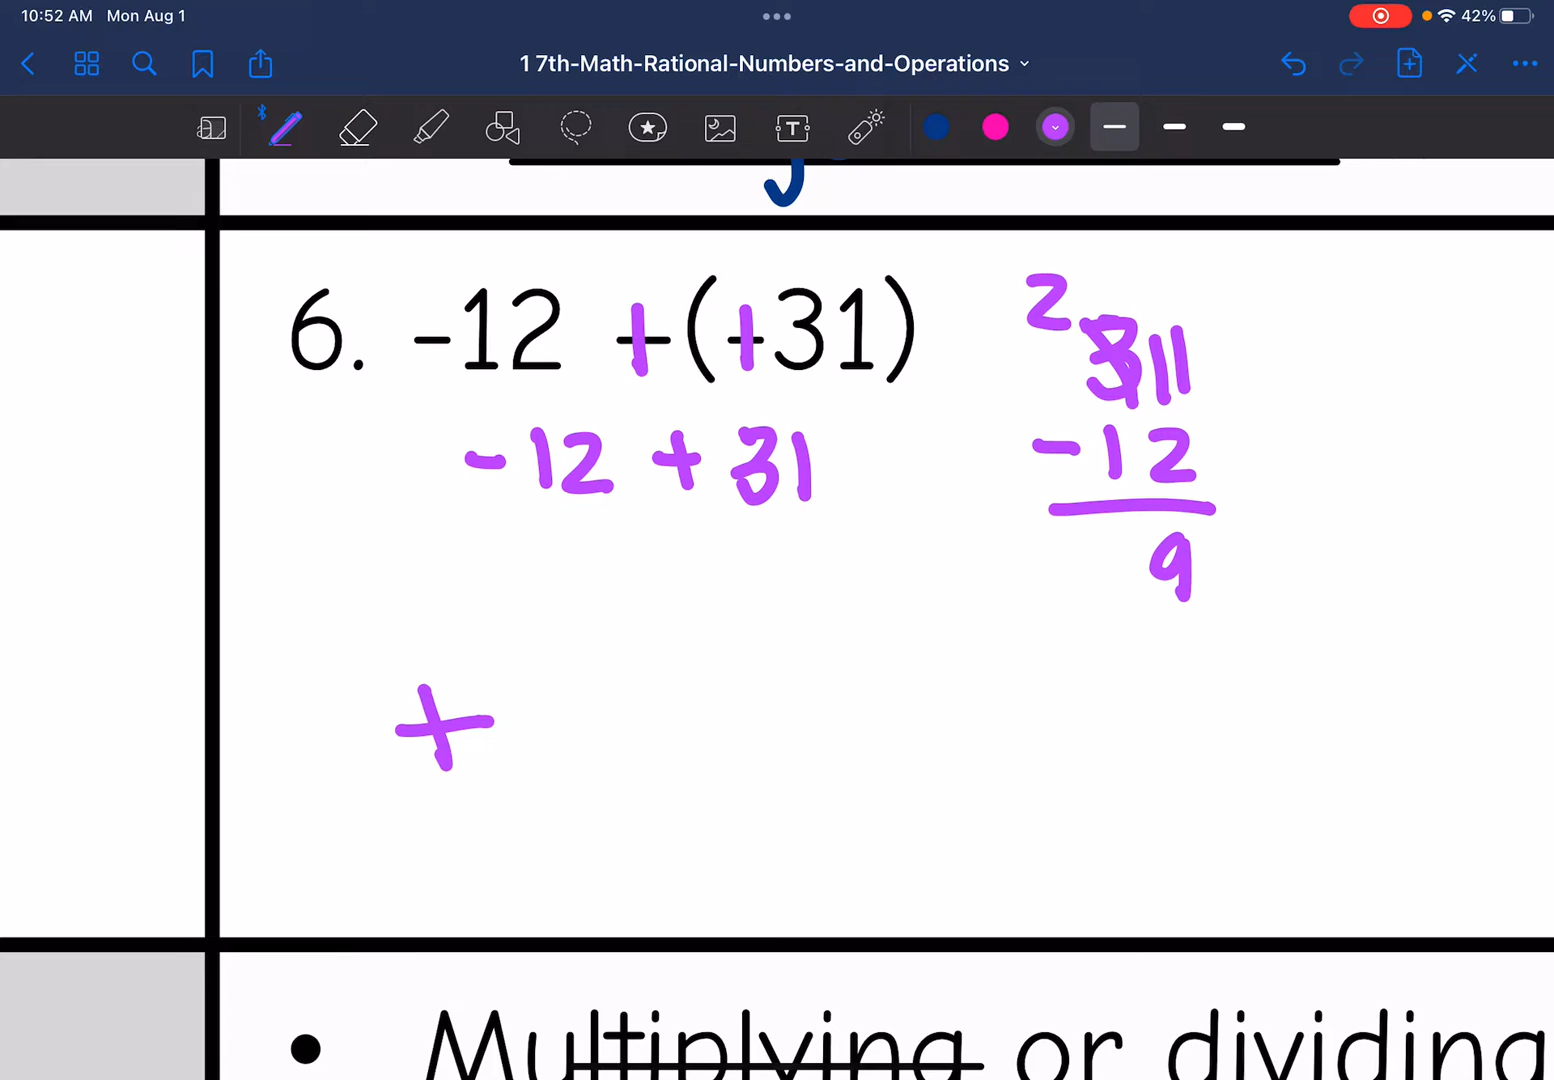 10:52 AM Mon Aug 1
42%
1 7th-Math-Rational-Numbers-and-Operations
T
6. -12 +(+31)
-12 + 31
2
311
-12
9
+
• Multiplying or dividing